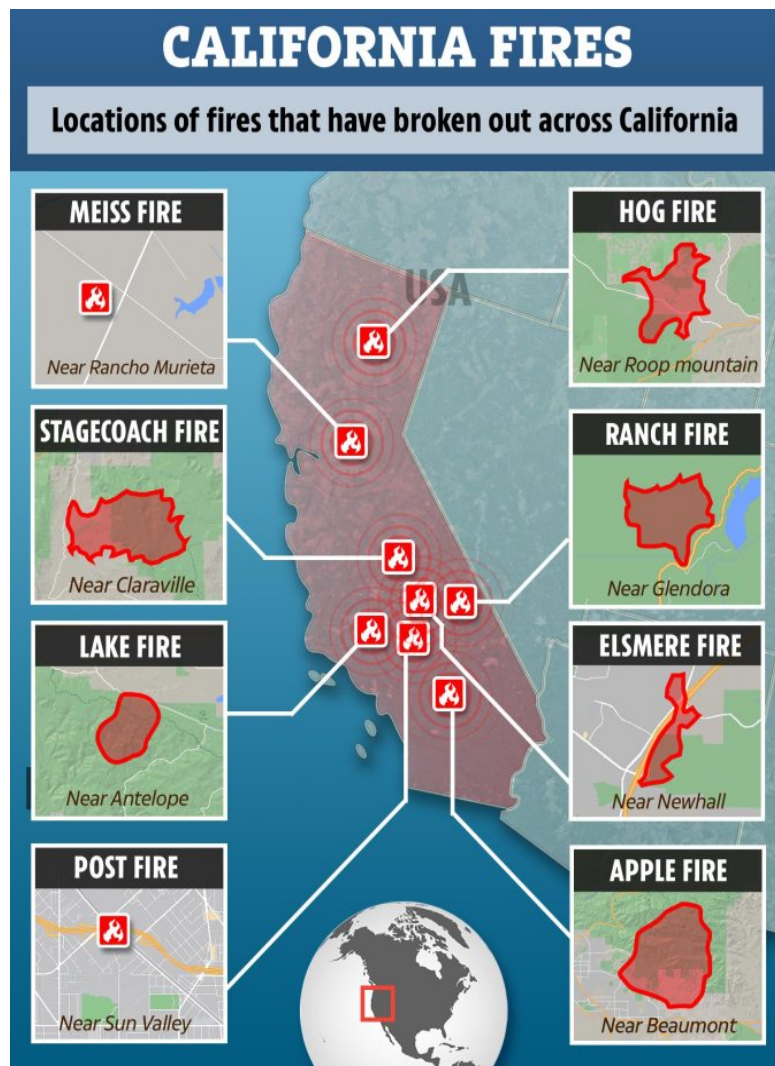 CALIFORNIA FIRES
Locations of fires that have broken out across California
MEISS FIRE
Near Rancho Murieta
HOG FIRE
Near Roop mountain
USA
STAGECOACH FIRE
Near Claraville
RANCH FIRE
Near Glendora
LAKE FIRE
Near Antelope
ELSMERE FIRE
Near Newhall
POST FIRE
Near Sun Valley
APPLE FIRE
Near Beaumont